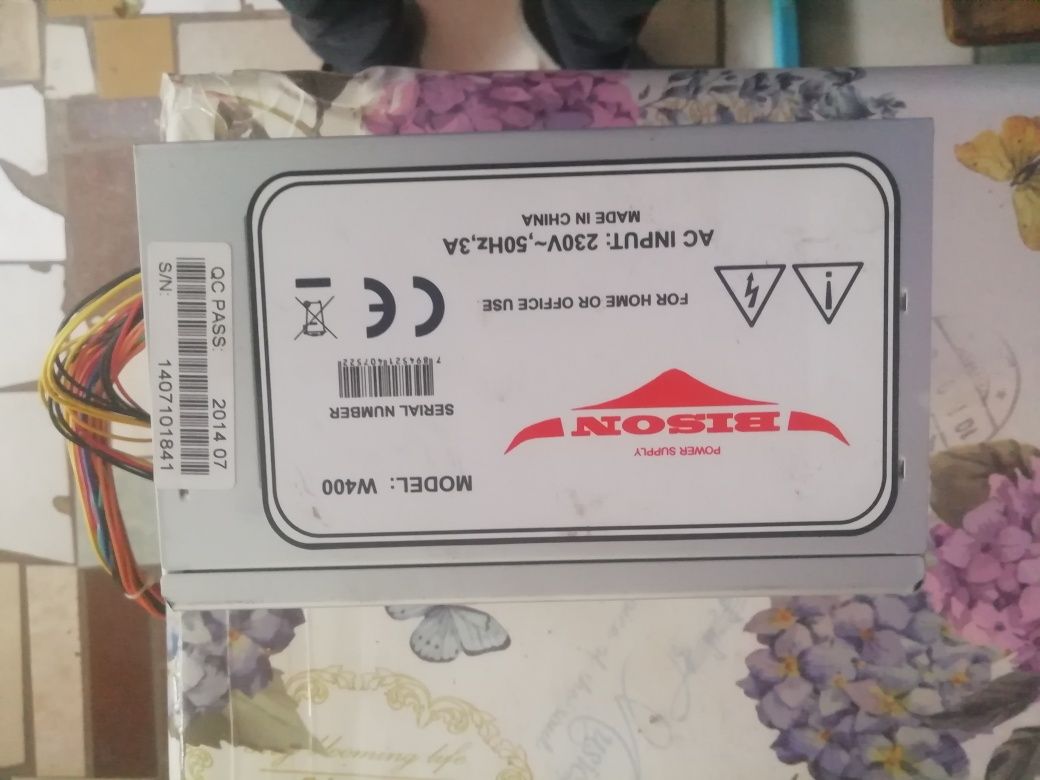 MODEL: W400
POWER SUPPLY
BISON
SERIAL NUMBER
FOR HOME OR OFFICE USE
CE
AC INPUT: 230V~,50Hz,3A
MADE IN CHINA
QC PASS: 2014 07
S/N: 1407101841